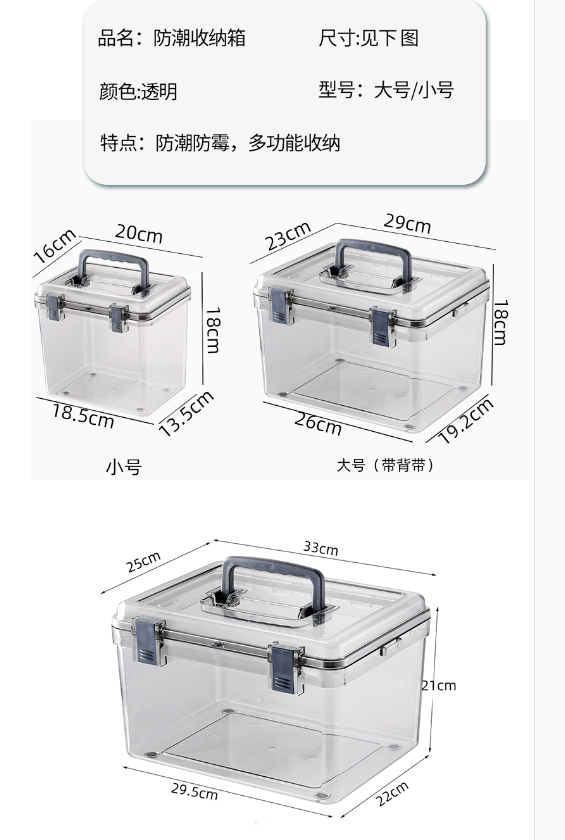 品名：防潮收纳箱
尺寸:见下图
颜色:透明
型号：大号/小号
特点：防潮防霉，多功能收纳
16cm
20cm
18cm
18.5cm
13.5cm
小号
23cm
29cm
18cm
26cm
19.2cm
大号（带背带）
25cm
33cm
21cm
29.5cm
22cm